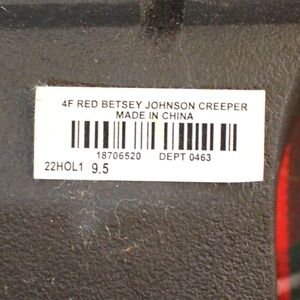 4F RED BETSEY JOHNSON CREEPER
MADE IN CHINA
18706520 DEPT 0463
22HOL1 9.5